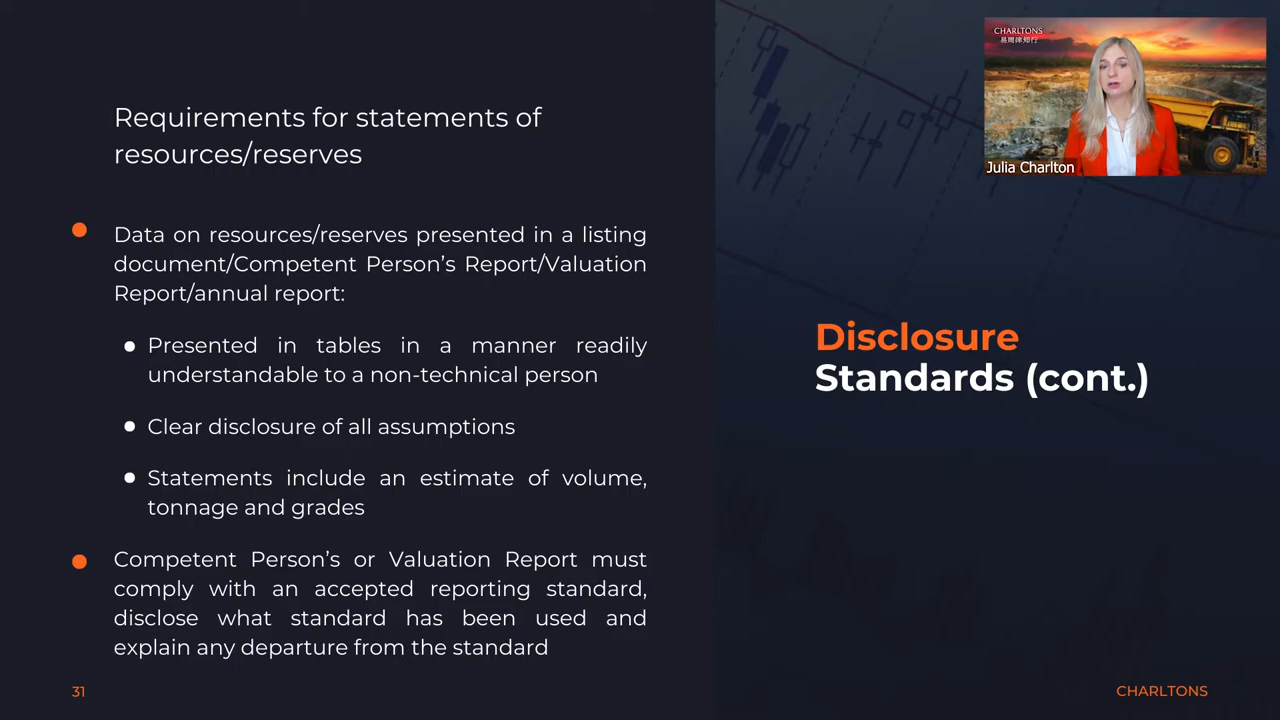 Requirements for statements of
resources/reserves
Data on resources/reserves presented in a listing
document/Competent Person’s Report/Valuation
Report/annual report:
Presented in tables in a manner readily
understandable to a non-technical person
Clear disclosure of all assumptions
Statements include an estimate of volume,
tonnage and grades
Competent Person’s or Valuation Report must
comply with an accepted reporting standard,
disclose what standard has been used and
explain any departure from the standard
31
CHARLTONS
易周律师行
Julia Charlton
Disclosure
Standards (cont.)
CHARLTONS